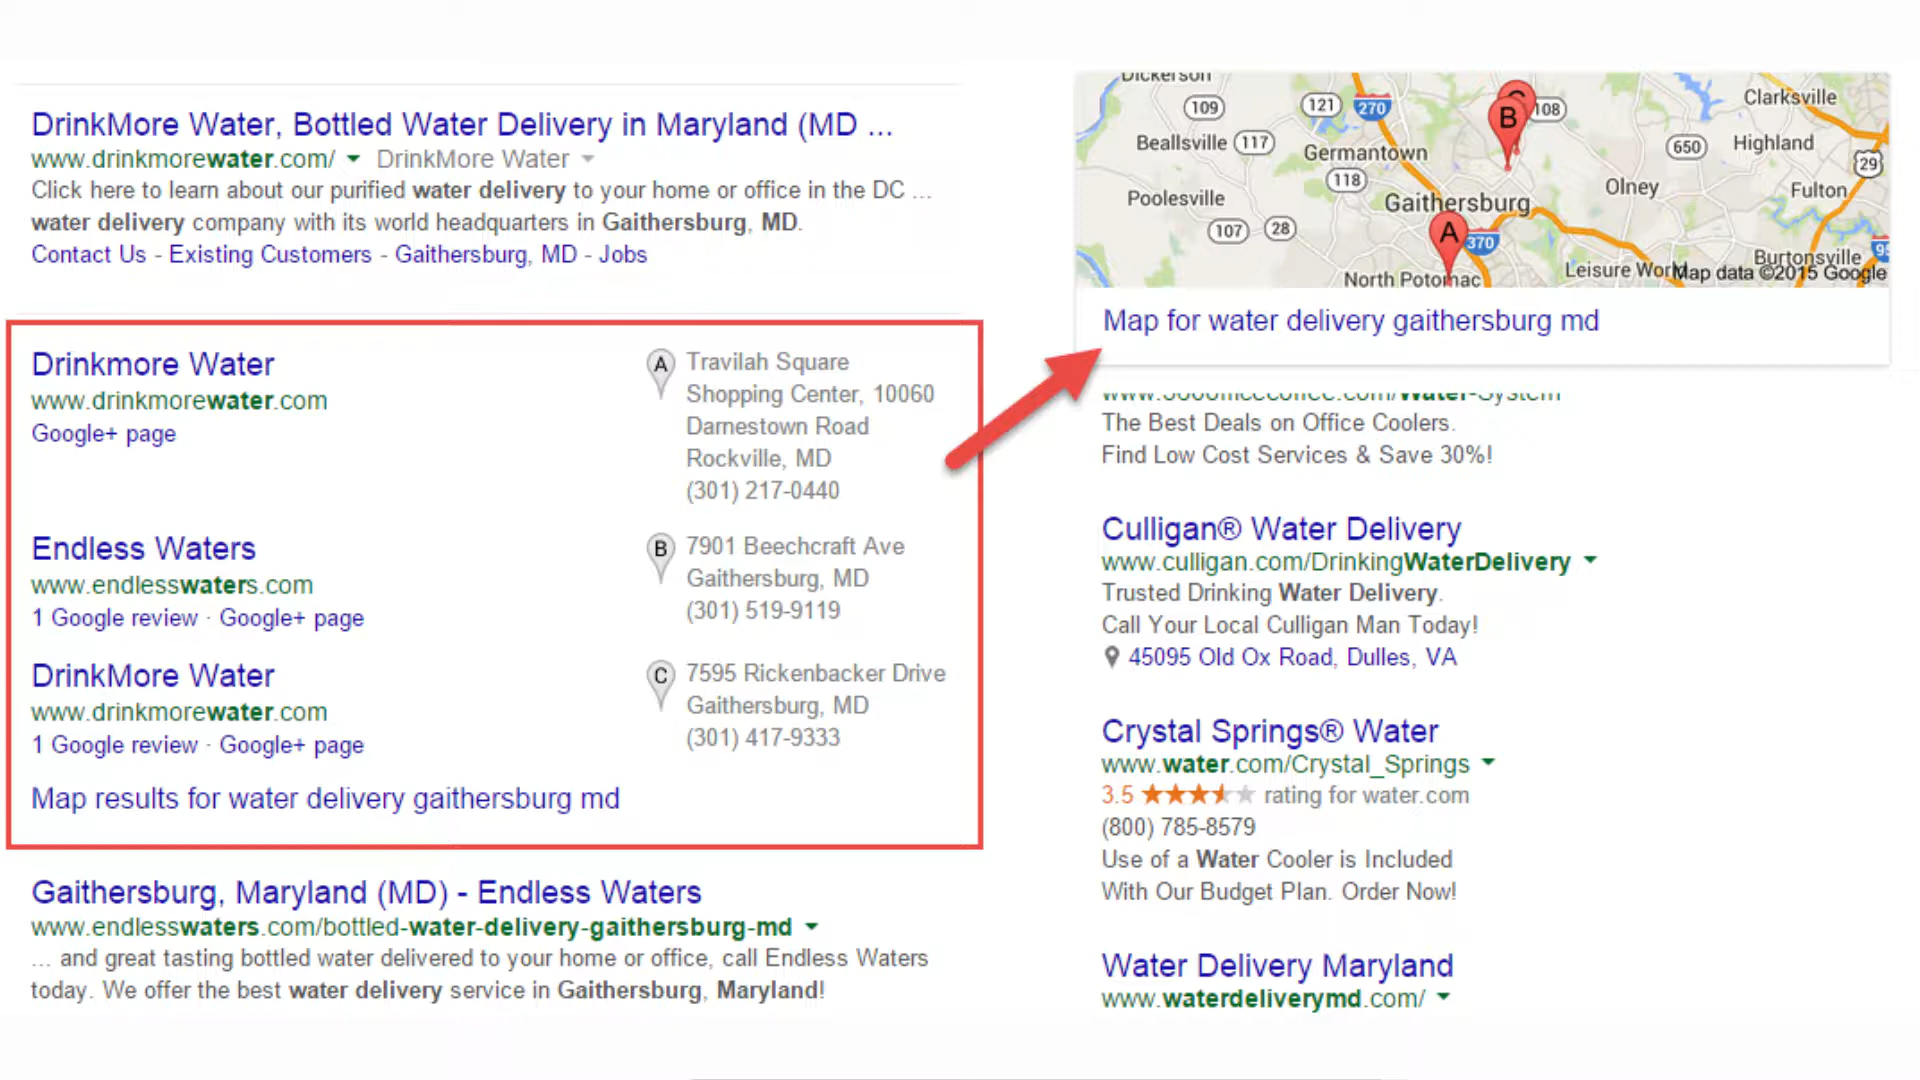 DrinkMore Water, Bottled Water Delivery in Maryland (MD ...
www.drinkmorewater.com/ DrinkMore Water
Click here to learn about our purified water delivery to your home or office in the DC ...
water delivery company with its world headquarters in Gaithersburg, MD.
Contact Us - Existing Customers - Gaithersburg, MD - Jobs
Drinkmore Water
www.drinkmorewater.com
Google+ page
A
Travilah Square
Shopping Center, 10060
Darnestown Road
Rockville, MD
(301) 217-0440
Endless Waters
www.endlesswaters.com
1 Google review · Google+ page
B
7901 Beechcraft Ave
Gaithersburg, MD
(301) 519-9119
DrinkMore Water
www.drinkmorewater.com
1 Google review · Google+ page
C
7595 Rickenbacker Drive
Gaithersburg, MD
(301) 417-9333
Map results for water delivery gaithersburg md
Gaithersburg, Maryland (MD) - Endless Waters
www.endlesswaters.com/bottled-water-delivery-gaithersburg-md
... and great tasting bottled water delivered to your home or office, call Endless Waters
today. We offer the best water delivery service in Gaithersburg, Maryland!
Dickerson
109
121
270
C
B
108
Clarksville
Beallsville
117
Germantown
650
Highland
29
118
Poolesville
Gaithersburg
Olney
Fulton
107
28
A
370
95
North Potomac
Leisure World
Burtonsville
Map data ©2015 Google
Map for water delivery gaithersburg md
www.5800officecoffee.com/Water-System
The Best Deals on Office Coolers.
Find Low Cost Services & Save 30%!
Culligan® Water Delivery
www.culligan.com/DrinkingWaterDelivery
Trusted Drinking Water Delivery.
Call Your Local Culligan Man Today!
45095 Old Ox Road, Dulles, VA
Crystal Springs® Water
www.water.com/Crystal_Springs
3.5 rating for water.com
(800) 785-8579
Use of a Water Cooler is Included
With Our Budget Plan. Order Now!
Water Delivery Maryland
www.waterdeliverymd.com/